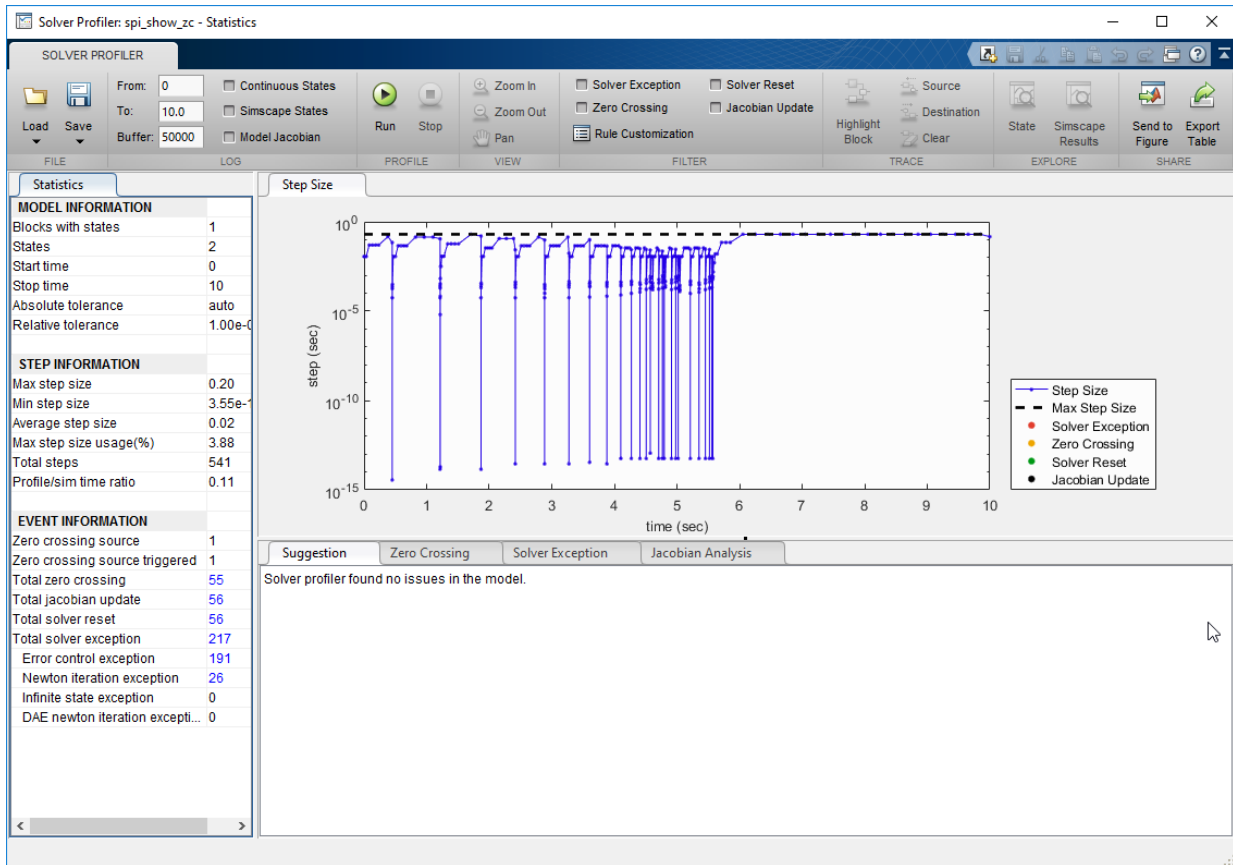 Solver Profiler: spi_show_zc - Statistics
SOLVER PROFILER
Load
Save
FILE
From: 0
To: 10.0
Buffer: 50000
Continuous States
Simscape States
Model Jacobian
LOG
Run
Stop
PROFILE
Zoom In
Zoom Out
Pan
VIEW
Solver Exception
Solver Reset
Zero Crossing
Jacobian Update
Rule Customization
FILTER
Highlight
Block
Source
Destination
Clear
TRACE
State
Simscape
Results
EXPLORE
Send to
Figure
Export
Table
SHARE
Statistics
MODEL INFORMATION
Blocks with states 1
States 2
Start time 0
Stop time 10
Absolute tolerance auto
Relative tolerance 1.00e-0
STEP INFORMATION
Max step size 0.20
Min step size 3.55e-1
Average step size 0.02
Max step size usage(%) 3.88
Total steps 541
Profile/sim time ratio 0.11
EVENT INFORMATION
Zero crossing source 1
Zero crossing source triggered 1
Total zero crossing 55
Total jacobian update 56
Total solver reset 56
Total solver exception 217
Error control exception 191
Newton iteration exception 26
Infinite state exception 0
DAE newton iteration excepti... 0
Step Size
10^0
10^-5
10^-10
10^-15
step (sec)
0 1 2 3 4 5 6 7 8 9 10
time (sec)
Step Size
Max Step Size
Solver Exception
Zero Crossing
Solver Reset
Jacobian Update
Suggestion
Zero Crossing
Solver Exception
Jacobian Analysis
Solver profiler found no issues in the model.